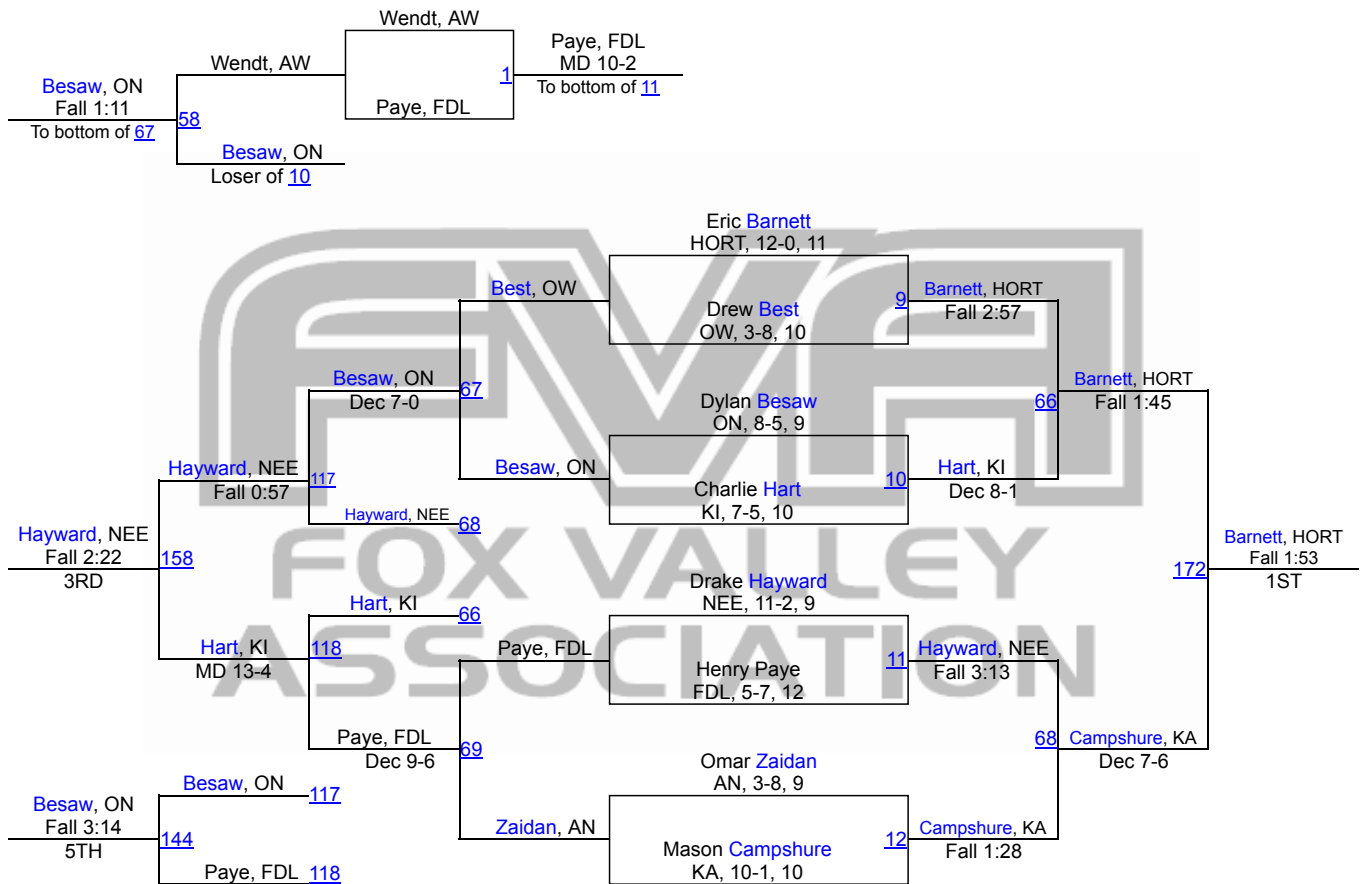 Wendt, AW
Wendt, AW
1
Paye, FDL
MD 10-2
To bottom of 11
Besaw, ON
Fall 1:11
To bottom of 67
58
Paye, FDL
Besaw, ON
Loser of 10
Eric Barnett
HORT, 12-0, 11
Best, OW
9
Drew Best
OW, 3-8, 10
Barnett, HORT
Fall 2:57
Besaw, ON
Dec 7-0
67
Dylan Besaw
ON, 8-5, 9
66
Barnett, HORT
Fall 1:45
Hayward, NEE
Fall 0:57
117
Besaw, ON
Charlie Hart
KI, 7-5, 10
10
Hart, KI
Dec 8-1
Hayward, NEE
68
Hayward, NEE
Fall 2:22
3RD
158
FVA
FOX VALLEY
ASSOCIATION
172
Barnett, HORT
Fall 1:53
1ST
Drake Hayward
NEE, 11-2, 9
Hart, KI
66
Hart, KI
MD 13-4
118
Paye, FDL
Henry Paye
FDL, 5-7, 12
11
Hayward, NEE
Fall 3:13
Paye, FDL
Dec 9-6
69
68
Campshure, KA
Dec 7-6
Omar Zaidan
AN, 3-8, 9
Besaw, ON
117
Besaw, ON
Fall 3:14
5TH
144
Zaidan, AN
Mason Campshure
KA, 10-1, 10
12
Campshure, KA
Fall 1:28
Paye, FDL
118